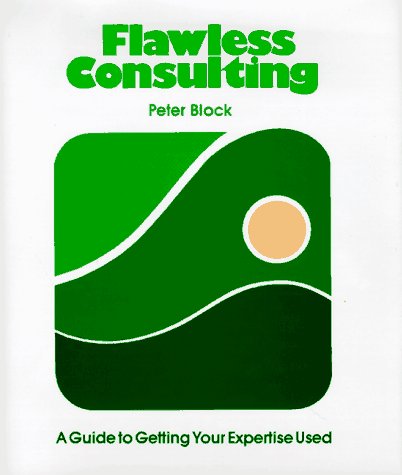 Flawless
Consulting
Peter Block
A Guide to Getting Your Expertise Used